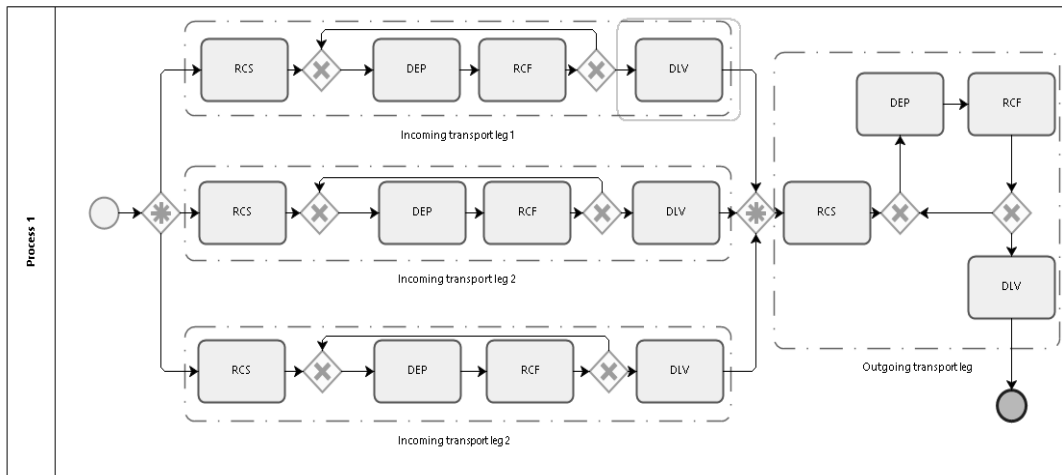 Process 1
RCS
DEP
RCF
DLV
Incoming transport leg 1
RCS
DEP
RCF
DLV
Incoming transport leg 2
RCS
DEP
RCF
DLV
Incoming transport leg 2
DEP
RCF
RCS
DLV
Outgoing transport leg